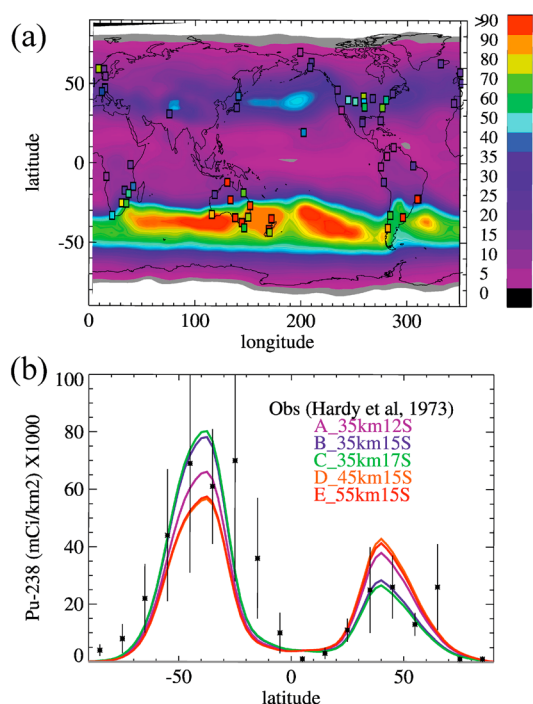 (a)
>90
90
80
70
60
50
40
35
30
25
20
15
10
5
0
50
0
-50
latitude
0
100
200
300
longitude
(b)
100
80
60
40
20
0
Pu-238 (mCi/km2) X1000
Obs (Hardy et al, 1973)
A_35km12S
B_35km15S
C_35km17S
D_45km15S
E_55km15S
-50
0
50
latitude